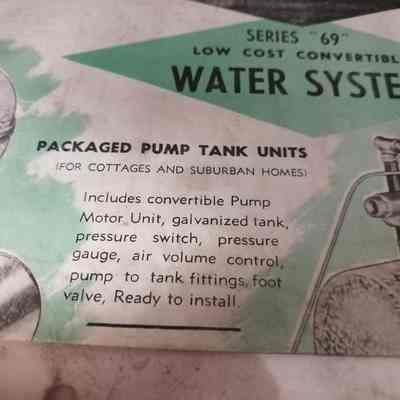 SERIES "69"
LOW COST CONVERTIBL
WATER SYSTE
PACKAGED PUMP TANK UNITS
(FOR COTTAGES AND SUBURBAN HOMES)
Includes convertible Pump
Motor Unit, galvanized tank,
pressure switch, pressure
gauge, air volume control,
pump to tank fittings, foot
valve, Ready to install.